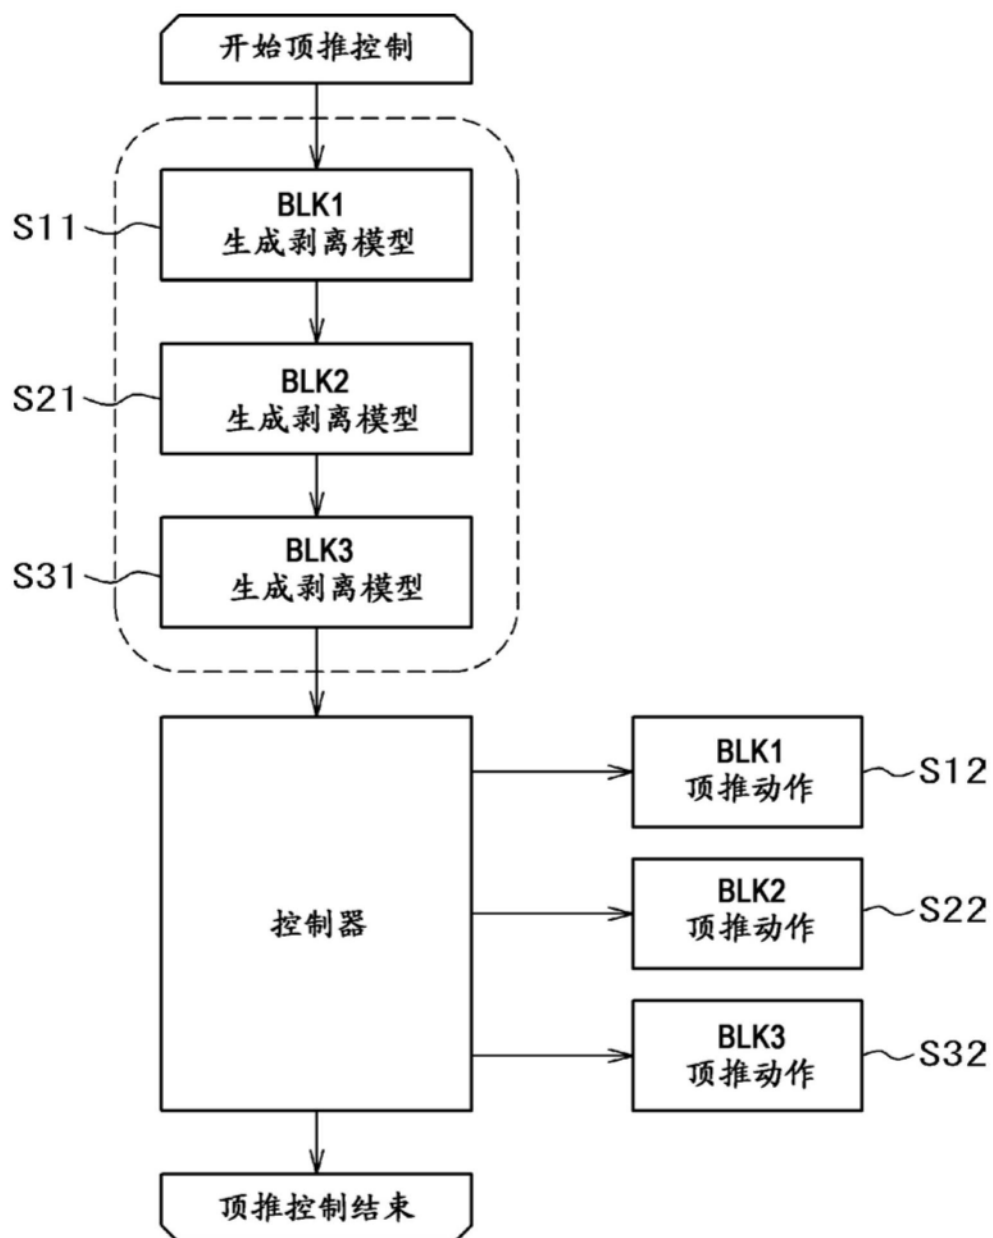 开始顶推控制
BLK1
生成剥离模型
S11
BLK2
生成剥离模型
S21
BLK3
生成剥离模型
S31
控制器
BLK1
顶推动作
S12
BLK2
顶推动作
S22
BLK3
顶推动作
S32
顶推控制结束